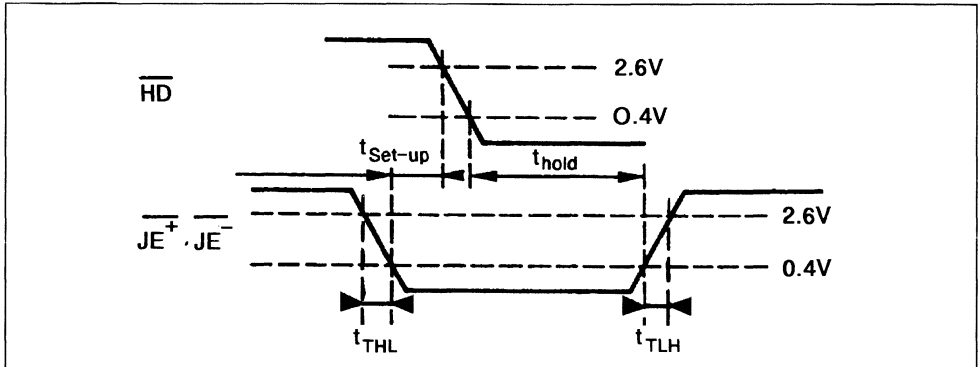 HD
2.6V
0.4V
tSet-up
thold
JE+ . JE-
2.6V
0.4V
tTHL
tTLH